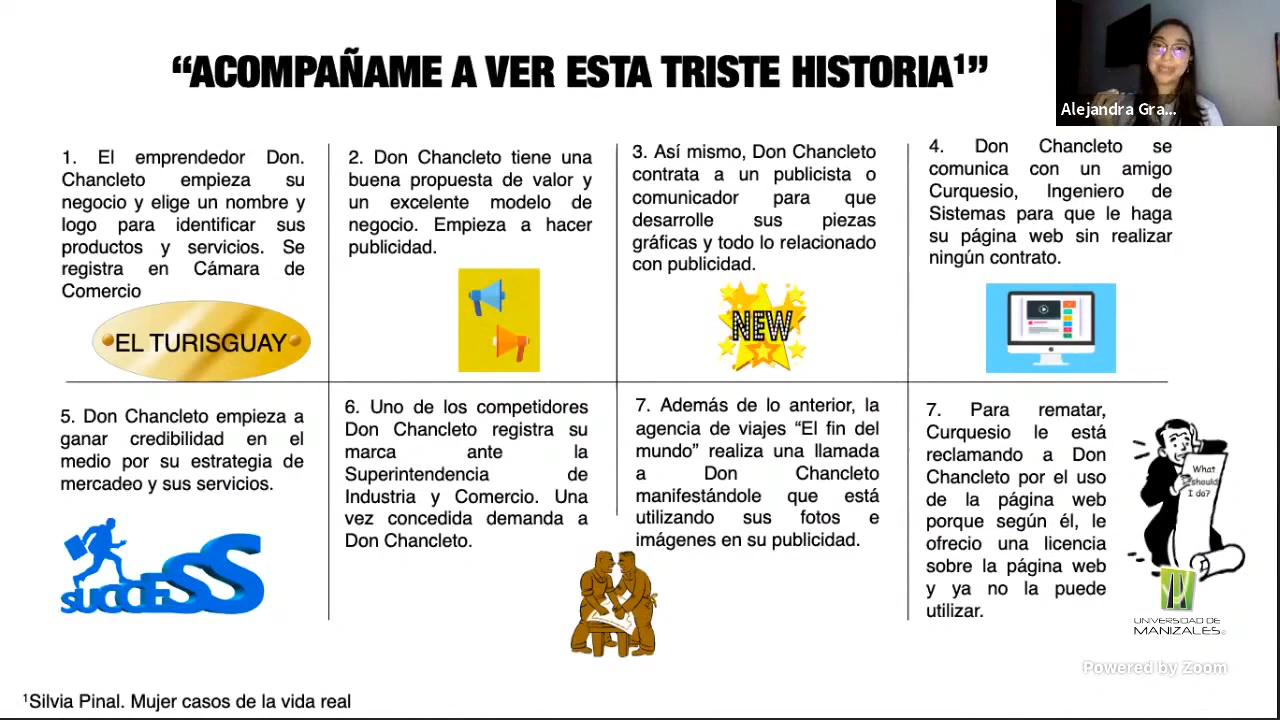 “ACOMPAÑAME A VER ESTA TRISTE HISTORIA¹”
Alejandra Gra...
1. El emprendedor Don.
Chancleto empieza su
negocio y elige un nombre y
logo para identificar sus
productos y servicios. Se
registra en Cámara de
Comercio
EL TURISGUAY
2. Don Chancleto tiene una
buena propuesta de valor y
un excelente modelo de
negocio. Empieza a hacer
publicidad.
3. Así mismo, Don Chancleto
contrata a un publicista o
comunicador para que
desarrolle sus piezas
gráficas y todo lo relacionado
con publicidad.
NEW
4. Don Chancleto se
comunica con un amigo
Curquesio, Ingeniero de
Sistemas para que le haga
su página web sin realizar
ningún contrato.
5. Don Chancleto empieza a
ganar credibilidad en el
medio por su estrategia de
mercadeo y sus servicios.
SUCCESS
6. Uno de los competidores
Don Chancleto registra su
marca ante la
Superintendencia de
Industria y Comercio. Una
vez concedida demanda a
Don Chancleto.
7. Además de lo anterior, la
agencia de viajes “El fin del
mundo” realiza una llamada
a Don Chancleto
manifestándole que está
utilizando sus fotos e
imágenes en su publicidad.
7. Para rematar,
Curquesio le está
reclamando a Don
Chancleto por el uso
de la página web
porque según él, le
ofrecio una licencia
sobre la página web
y ya no la puede
utilizar.
What
should
I do?
UNIVERSIDAD DE
MANIZALES
Powered by Zoom
¹Silvia Pinal. Mujer casos de la vida real